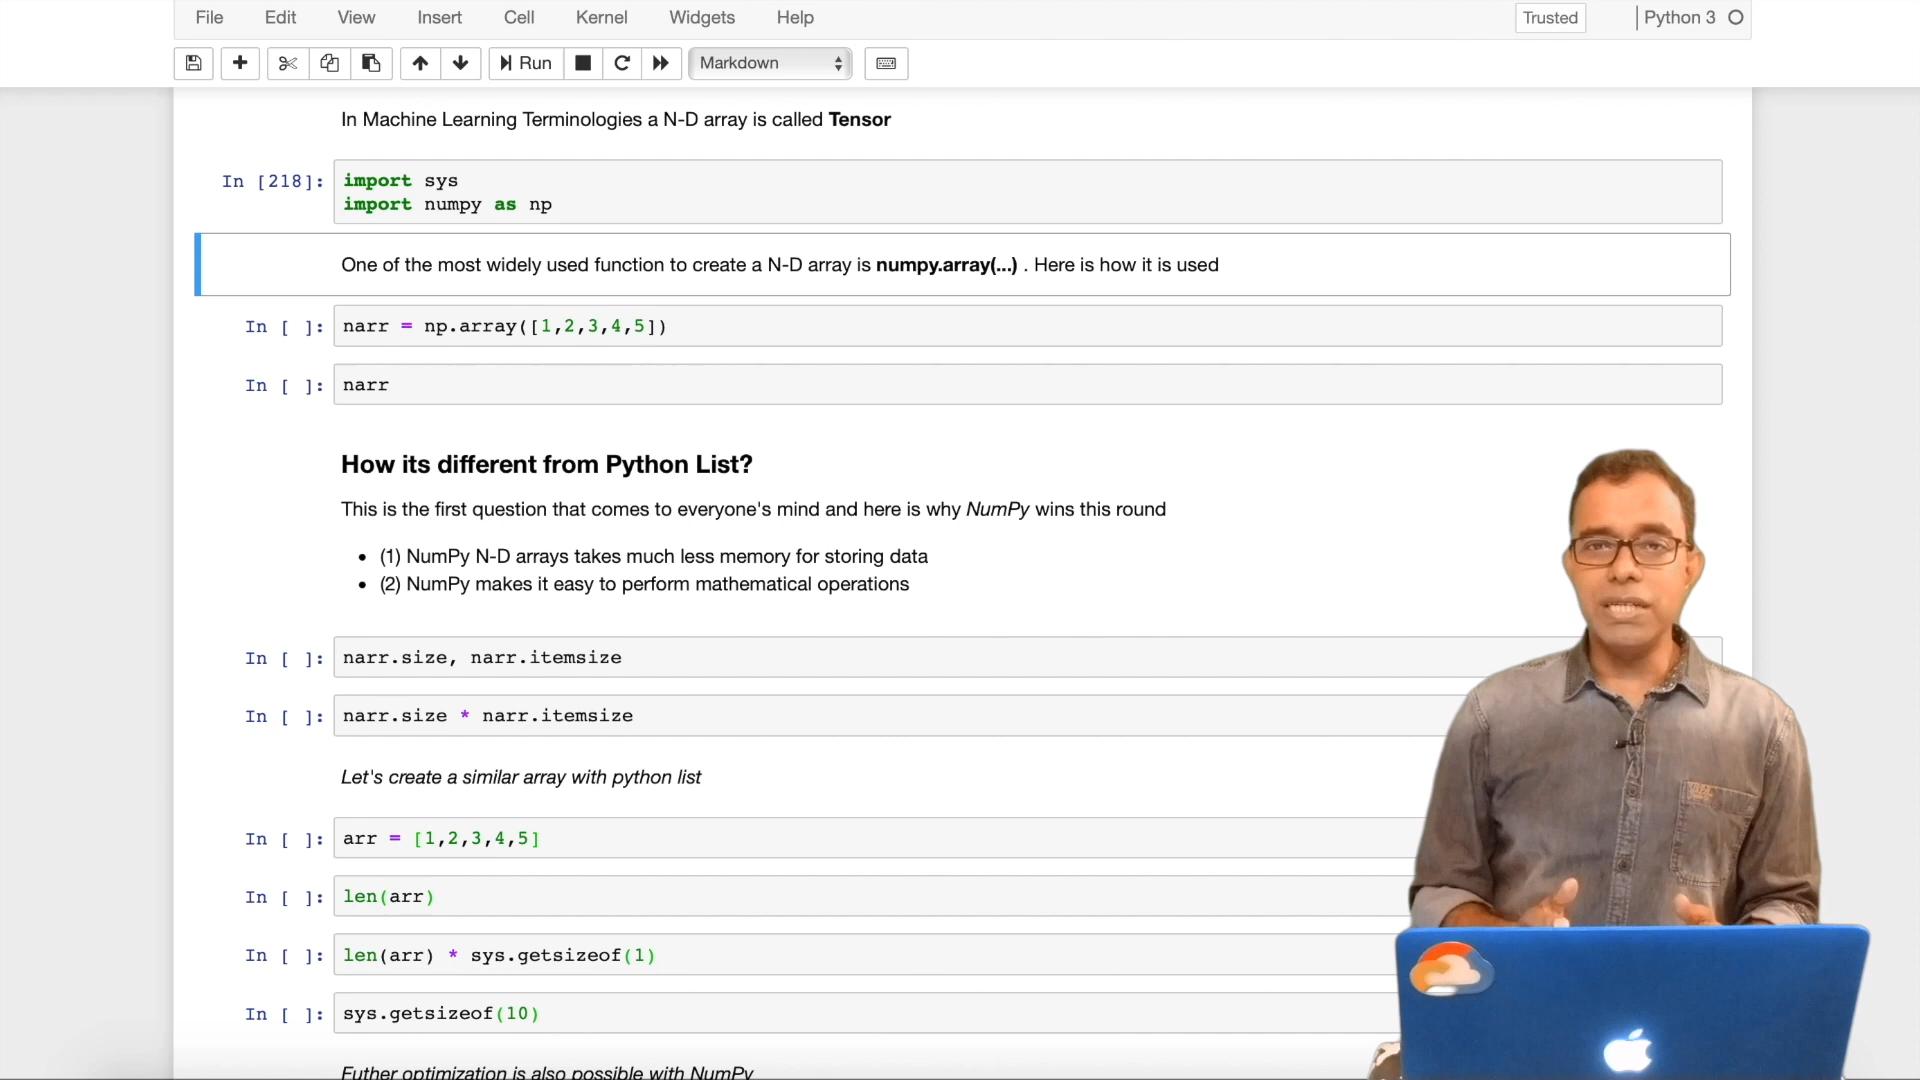 File Edit View Insert Cell Kernel Widgets Help Trusted Python 3
Run Markdown
In Machine Learning Terminologies a N-D array is called Tensor
In [218]: import sys
import numpy as np
One of the most widely used function to create a N-D array is numpy.array(...) . Here is how it is used
In [ ]: narr = np.array([1,2,3,4,5])
In [ ]: narr
How its different from Python List?
This is the first question that comes to everyone's mind and here is why NumPy wins this round
• (1) NumPy N-D arrays takes much less memory for storing data
• (2) NumPy makes it easy to perform mathematical operations
In [ ]: narr.size, narr.itemsize
In [ ]: narr.size * narr.itemsize
Let's create a similar array with python list
In [ ]: arr = [1,2,3,4,5]
In [ ]: len(arr)
In [ ]: len(arr) * sys.getsizeof(1)
In [ ]: sys.getsizeof(10)
Futher optimization is also possible with NumPy